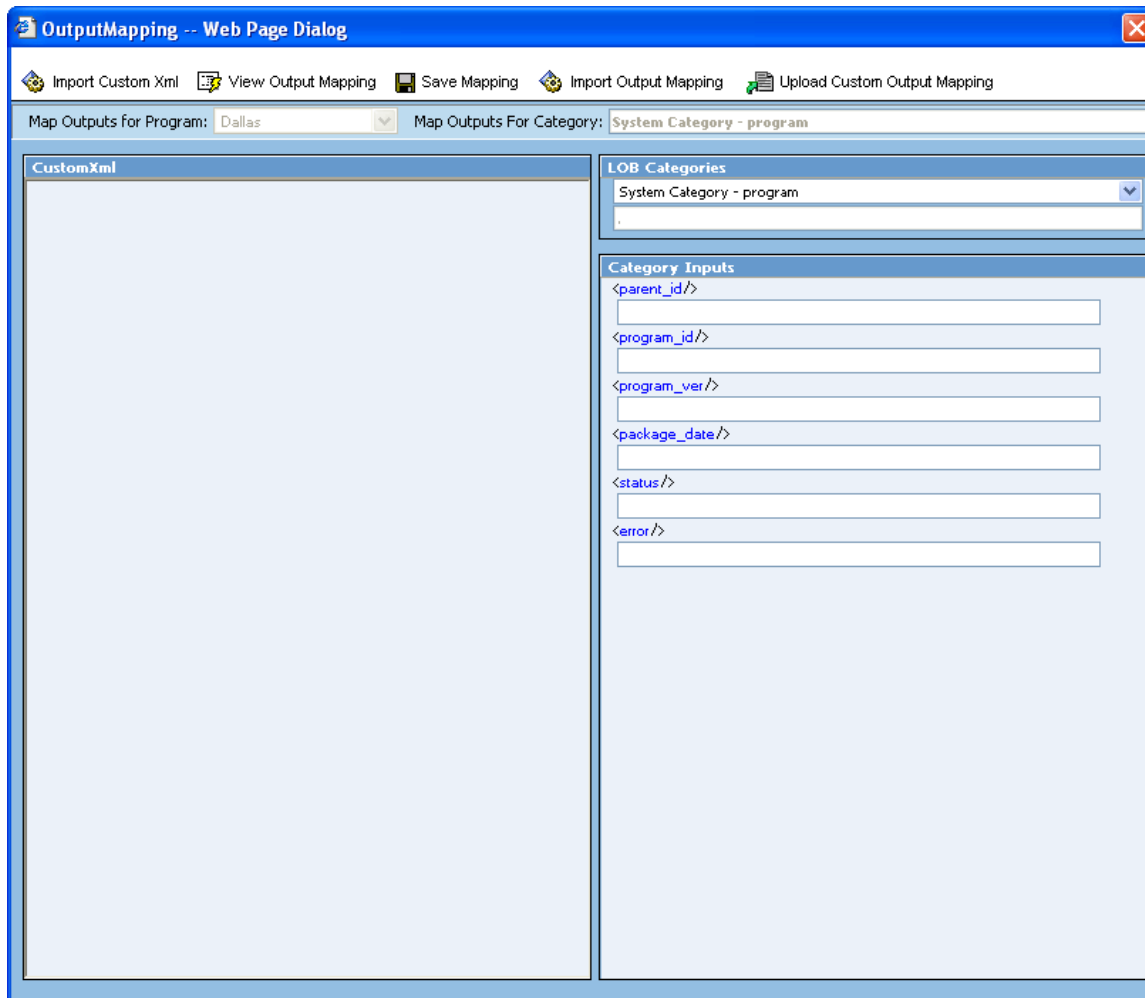 OutputMapping -- Web Page Dialog
Import Custom Xml View Output Mapping Save Mapping Import Output Mapping Upload Custom Output Mapping
Map Outputs for Program: Dallas Map Outputs For Category: System Category - program
CustomXml
LOB Categories
System Category - program
.
Category Inputs
<parent_id/>
<program_id/>
<program_ver/>
<package_date/>
<status/>
<error/>